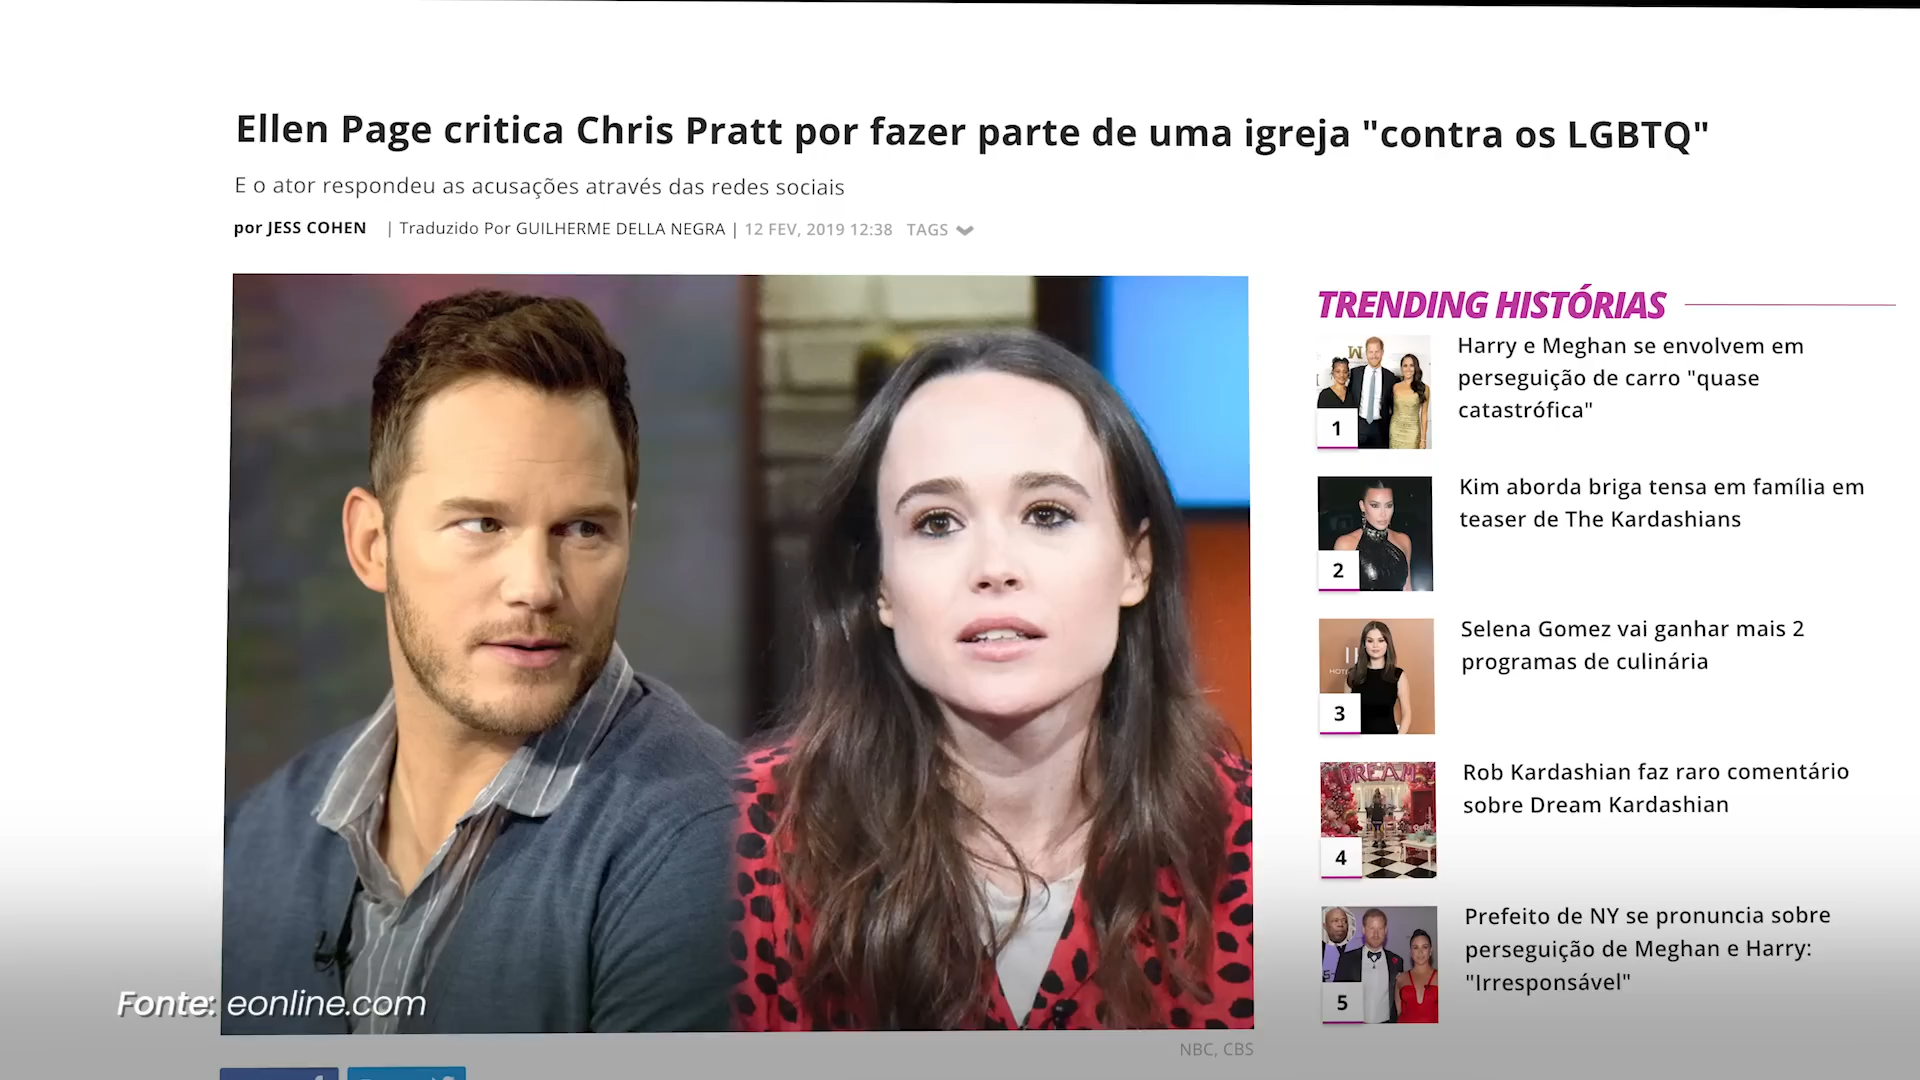 Ellen Page critica Chris Pratt por fazer parte de uma igreja "contra os LGBTQ"
E o ator respondeu as acusações através das redes sociais
por JESS COHEN | Traduzido Por GUILHERME DELLA NEGRA | 12 FEV, 2019 12:38 TAGS
TRENDING HISTÓRIAS
Harry e Meghan se envolvem em
perseguição de carro "quase
catastrófica"
1
Kim aborda briga tensa em família em
teaser de The Kardashians
2
Selena Gomez vai ganhar mais 2
programas de culinária
3
Rob Kardashian faz raro comentário
sobre Dream Kardashian
DREAM
4
Prefeito de NY se pronuncia sobre
perseguição de Meghan e Harry:
"Irresponsável"
5
Fonte: eonline.com
NBC, CBS